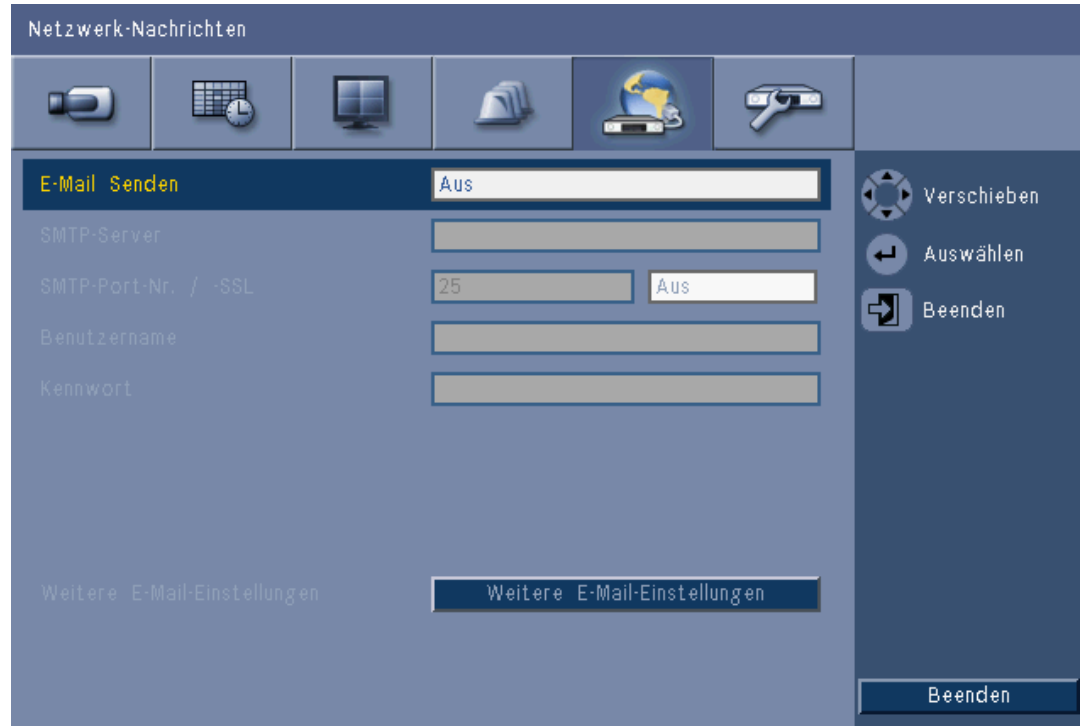 Netzwerk-Nachrichten
E-Mail Senden Aus
SMTP-Server
SMTP-Port-Nr. / -SSL 25 Aus
Benutzername
Kennwort
Weitere E-Mail-Einstellungen Weitere E-Mail-Einstellungen
Verschieben
Auswählen
Beenden
Beenden